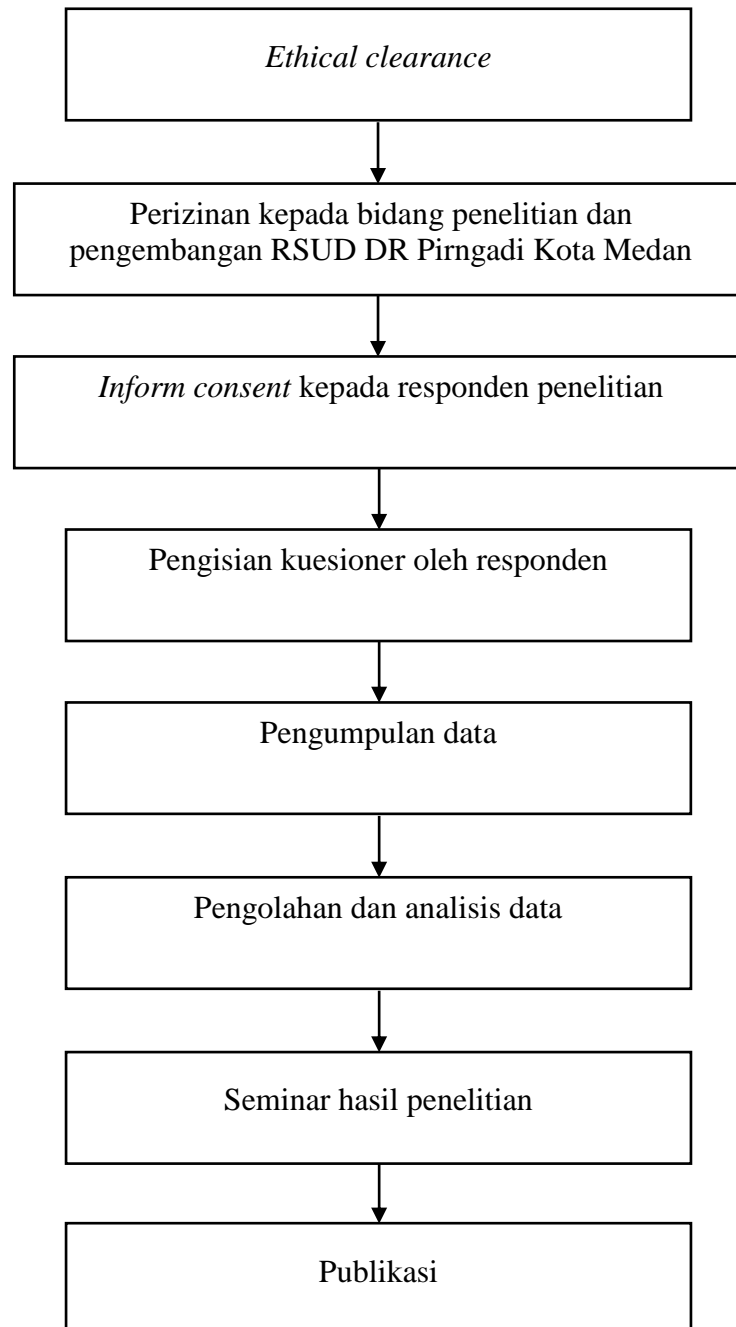 Ethical clearance
Perizinan kepada bidang penelitian dan
pengembangan RSUD DR Pirngadi Kota Medan
Inform consent kepada responden penelitian
Pengisian kuesioner oleh responden
Pengumpulan data
Pengolahan dan analisis data
Seminar hasil penelitian
Publikasi